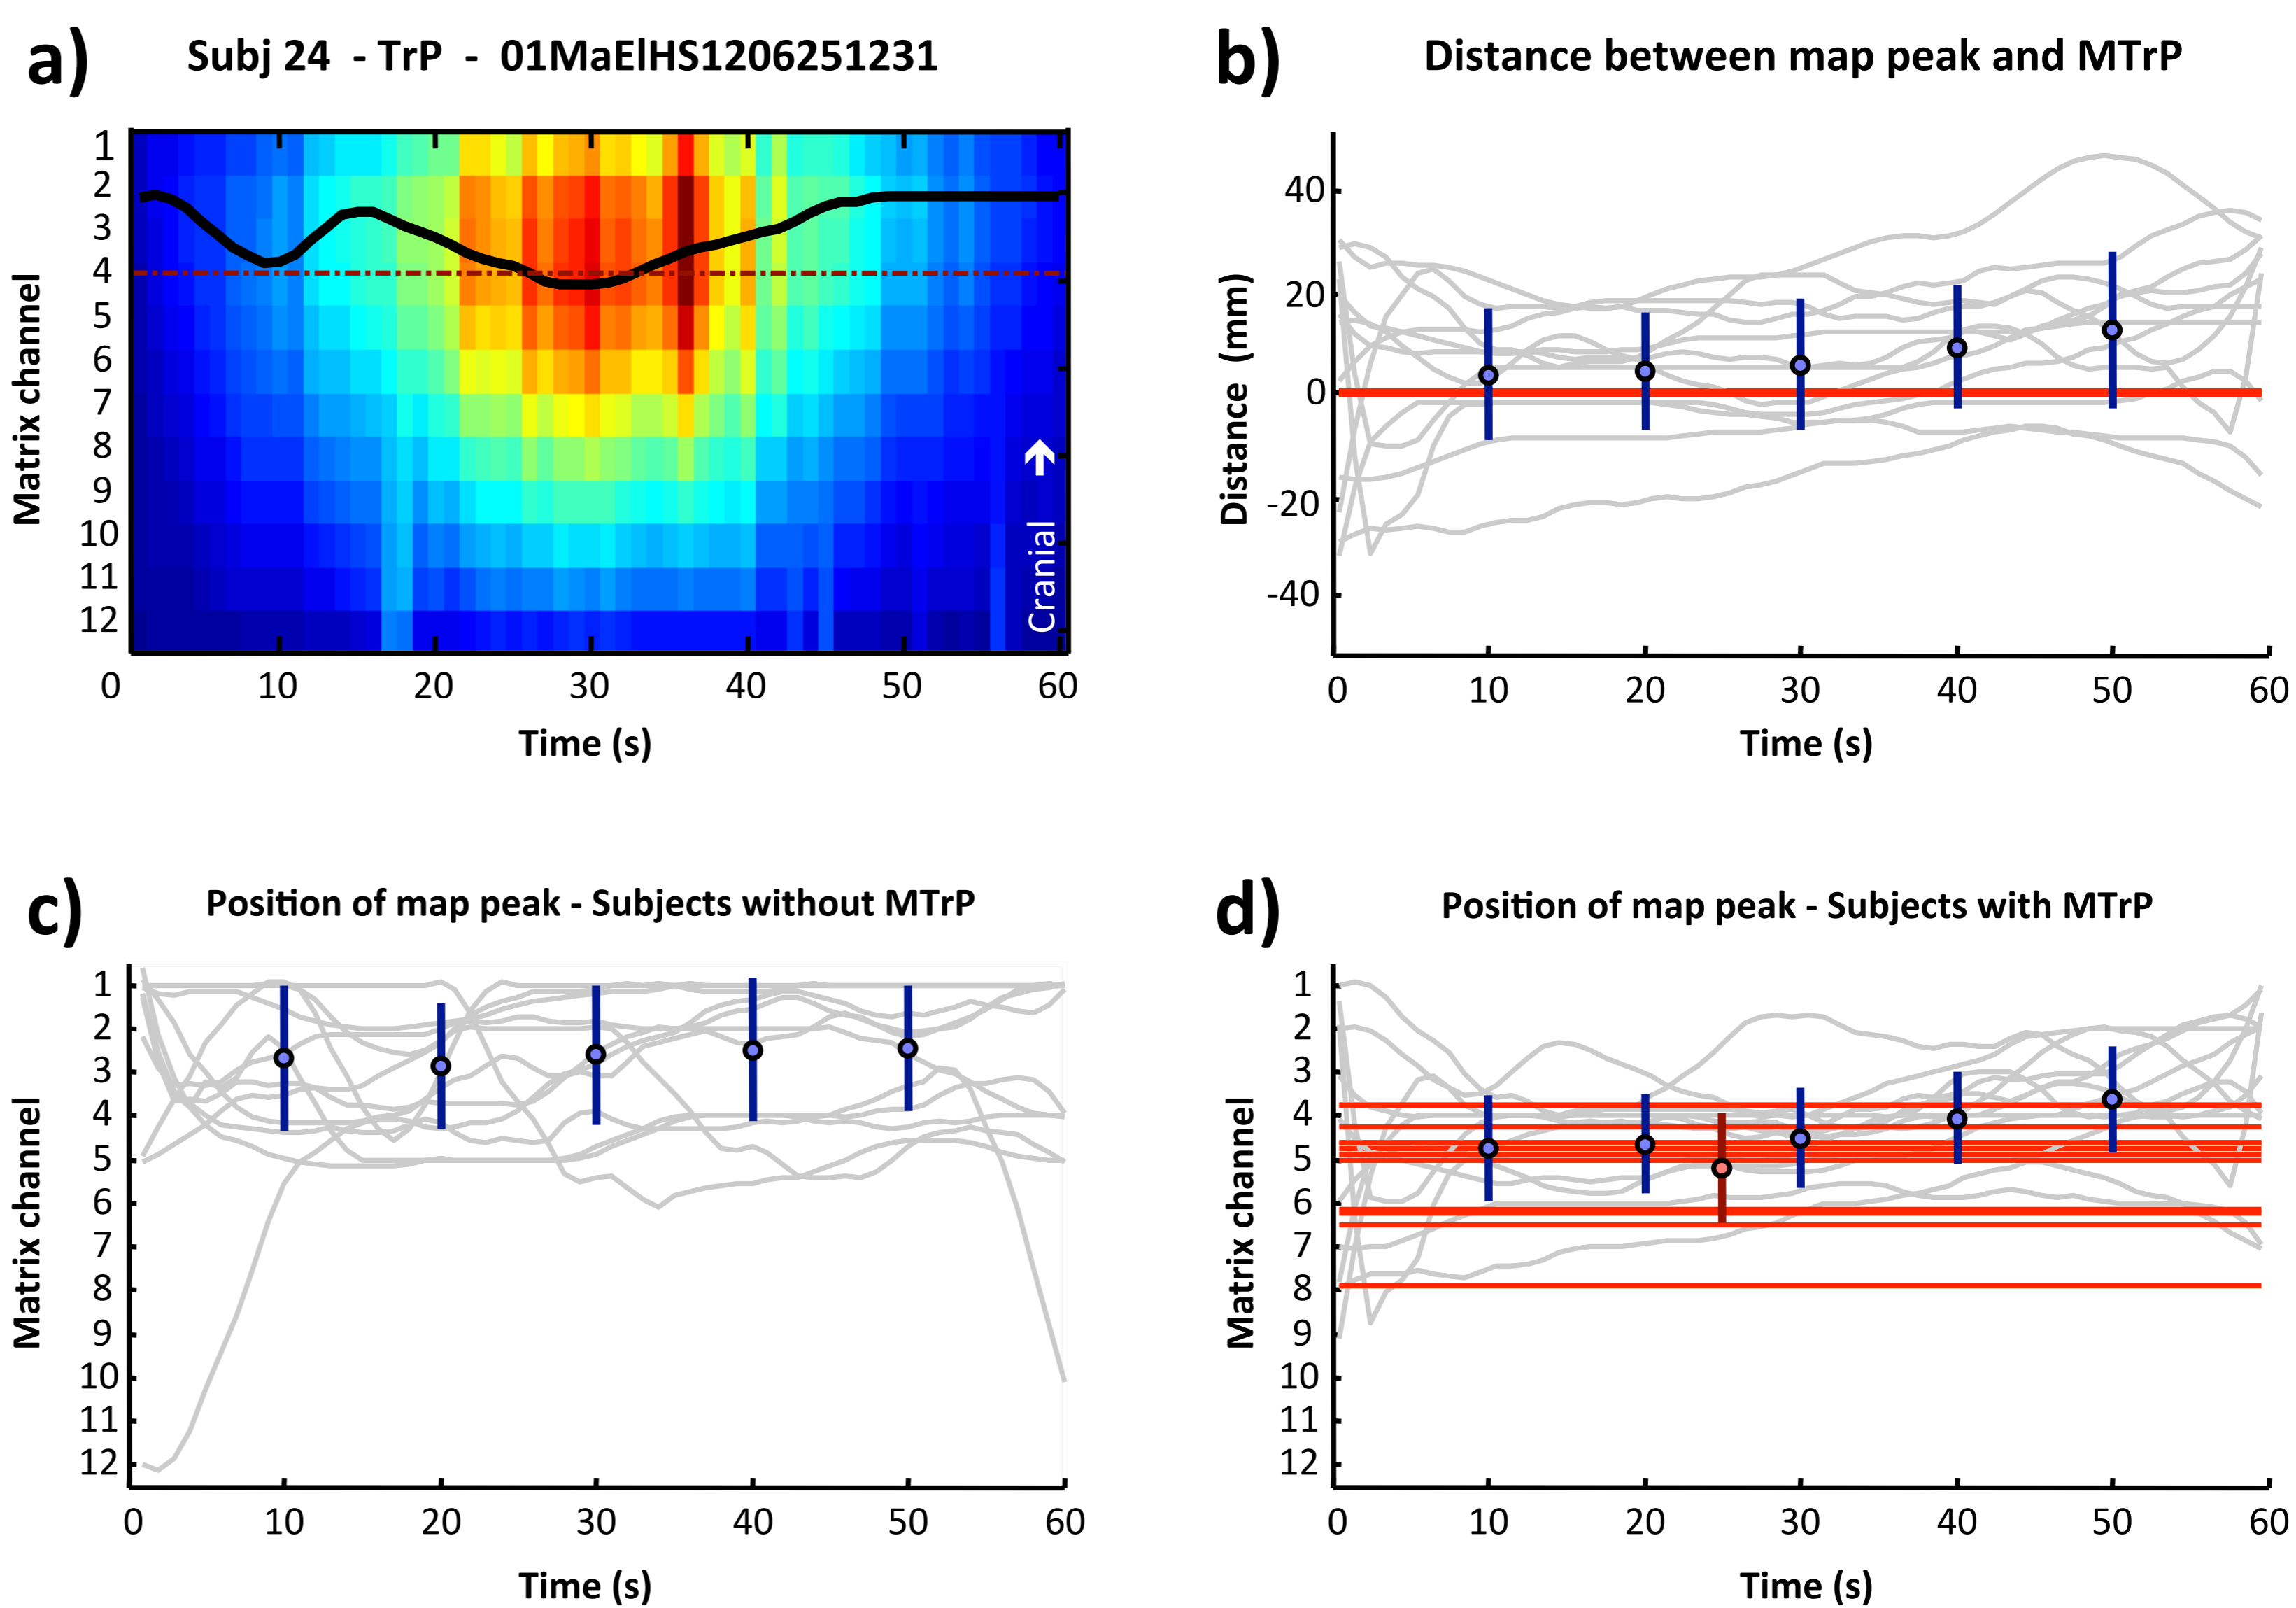 a)
Subj 24 - TrP - 01MaElHS1206251231
Matrix channel
1
2
3
4
5
6
7
8
9
10
11
12
Cranial
0 10 20 30 40 50 60
Time (s)
b)
Distance between map peak and MTrP
Distance (mm)
40
20
0
-20
-40
0 10 20 30 40 50 60
Time (s)
c)
Position of map peak - Subjects without MTrP
Matrix channel
1
2
3
4
5
6
7
8
9
10
11
12
0 10 20 30 40 50 60
Time (s)
d)
Position of map peak - Subjects with MTrP
Matrix channel
1
2
3
4
5
6
7
8
9
10
11
12
0 10 20 30 40 50 60
Time (s)